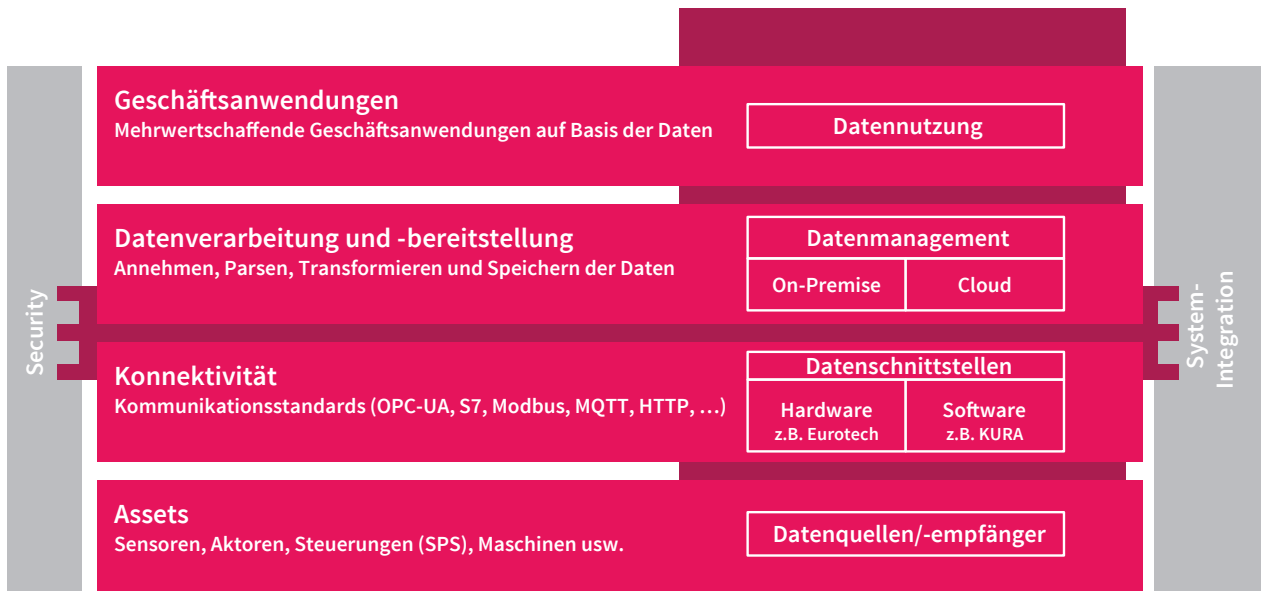 Geschäftsanwendungen
Mehrwertschaffende Geschäftsanwendungen auf Basis der Daten
Datennutzung
Datenverarbeitung und -bereitstellung
Annehmen, Parsen, Transformieren und Speichern der Daten
Datenmanagement
On-Premise
Cloud
Security
System-
Integration
Konnektivität
Kommunikationsstandards (OPC-UA, S7, Modbus, MQTT, HTTP, …)
Datenschnittstellen
Hardware
z.B. Eurotech
Software
z.B. KURA
Assets
Sensoren, Aktoren, Steuerungen (SPS), Maschinen usw.
Datenquellen/-empfänger